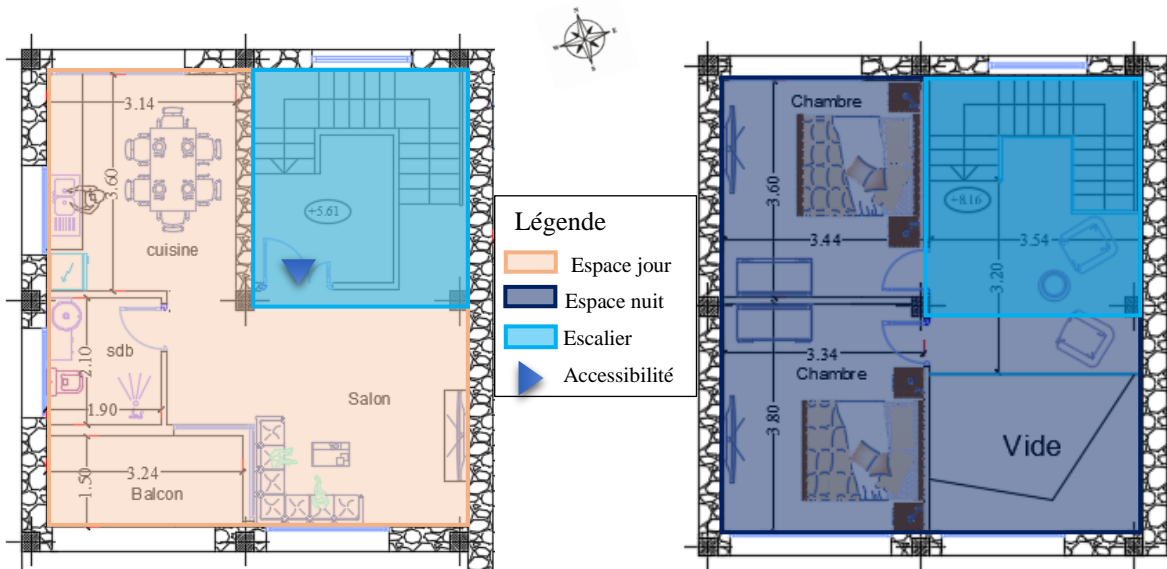 3.14
3.60
cuisine
+5.61
sdb
2.10
1.90
Salon
3.24
1.50
Balcon
Légende
Espace jour
Espace nuit
Escalier
Accessibilité
Chambre
3.60
+8.16
3.44
3.54
3.20
3.34
Chambre
3.80
Vide